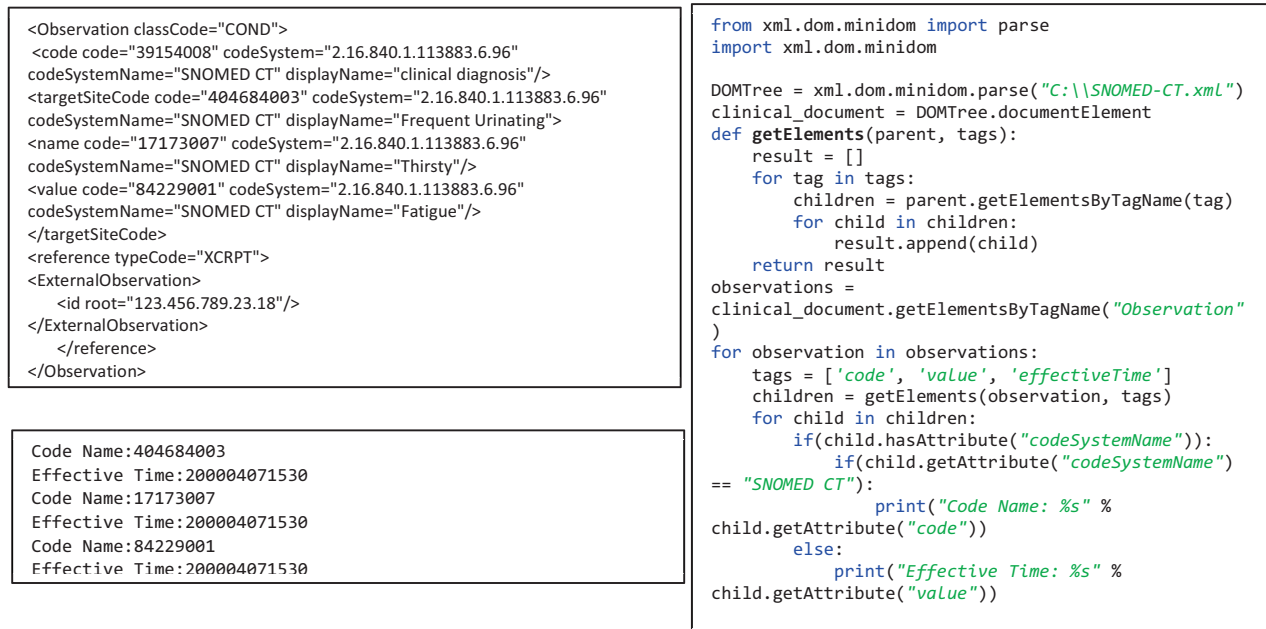 <Observation classCode="COND">
<code code="39154008" codeSystem="2.16.840.1.113883.6.96"
codeSystemName="SNOMED CT" displayName="clinical diagnosis"/>
<targetSiteCode code="404684003" codeSystem="2.16.840.1.113883.6.96"
codeSystemName="SNOMED CT" displayName="Frequent Urinating">
<name code="17173007" codeSystem="2.16.840.1.113883.6.96"
codeSystemName="SNOMED CT" displayName="Thirsty"/>
<value code="84229001" codeSystem="2.16.840.1.113883.6.96"
codeSystemName="SNOMED CT" displayName="Fatigue"/>
</targetSiteCode>
<reference typeCode="XCRPT">
<ExternalObservation>
<id root="123.456.789.23.18"/>
</ExternalObservation>
</reference>
</Observation>
Code Name:404684003
Effective Time:200004071530
Code Name:17173007
Effective Time:200004071530
Code Name:84229001
Effective Time:200004071530
from xml.dom.minidom import parse
import xml.dom.minidom
DOMTree = xml.dom.minidom.parse("C:\\SNOMED-CT.xml")
clinical_document = DOMTree.documentElement
def getElements(parent, tags):
    result = []
    for tag in tags:
        children = parent.getElementsByTagName(tag)
        for child in children:
            result.append(child)
    return result
observations =
clinical_document.getElementsByTagName("Observation"
)
for observation in observations:
    tags = ['code', 'value', 'effectiveTime']
    children = getElements(observation, tags)
    for child in children:
        if(child.hasAttribute("codeSystemName")):
            if(child.getAttribute("codeSystemName")
== "SNOMED CT"):
                print("Code Name: %s" %
child.getAttribute("code"))
        else:
            print("Effective Time: %s" %
child.getAttribute("value"))